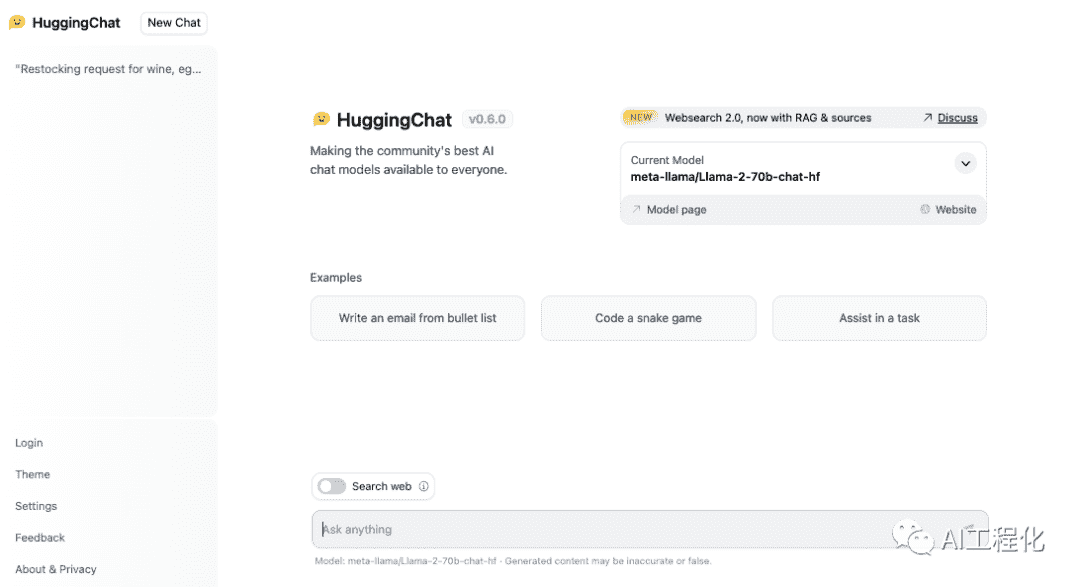 HuggingChat
New Chat
"Restocking request for wine, eg...
HuggingChat v0.6.0
Making the community's best AI
chat models available to everyone.
NEW Websearch 2.0, now with RAG & sources Discuss
Current Model
meta-llama/Llama-2-70b-chat-hf
Model page Website
Examples
Write an email from bullet list
Code a snake game
Assist in a task
Login
Theme
Settings
Feedback
About & Privacy
Search web
Ask anything
AI工程化
Model: meta-llama/Llama-2-70b-chat-hf · Generated content may be inaccurate or false.